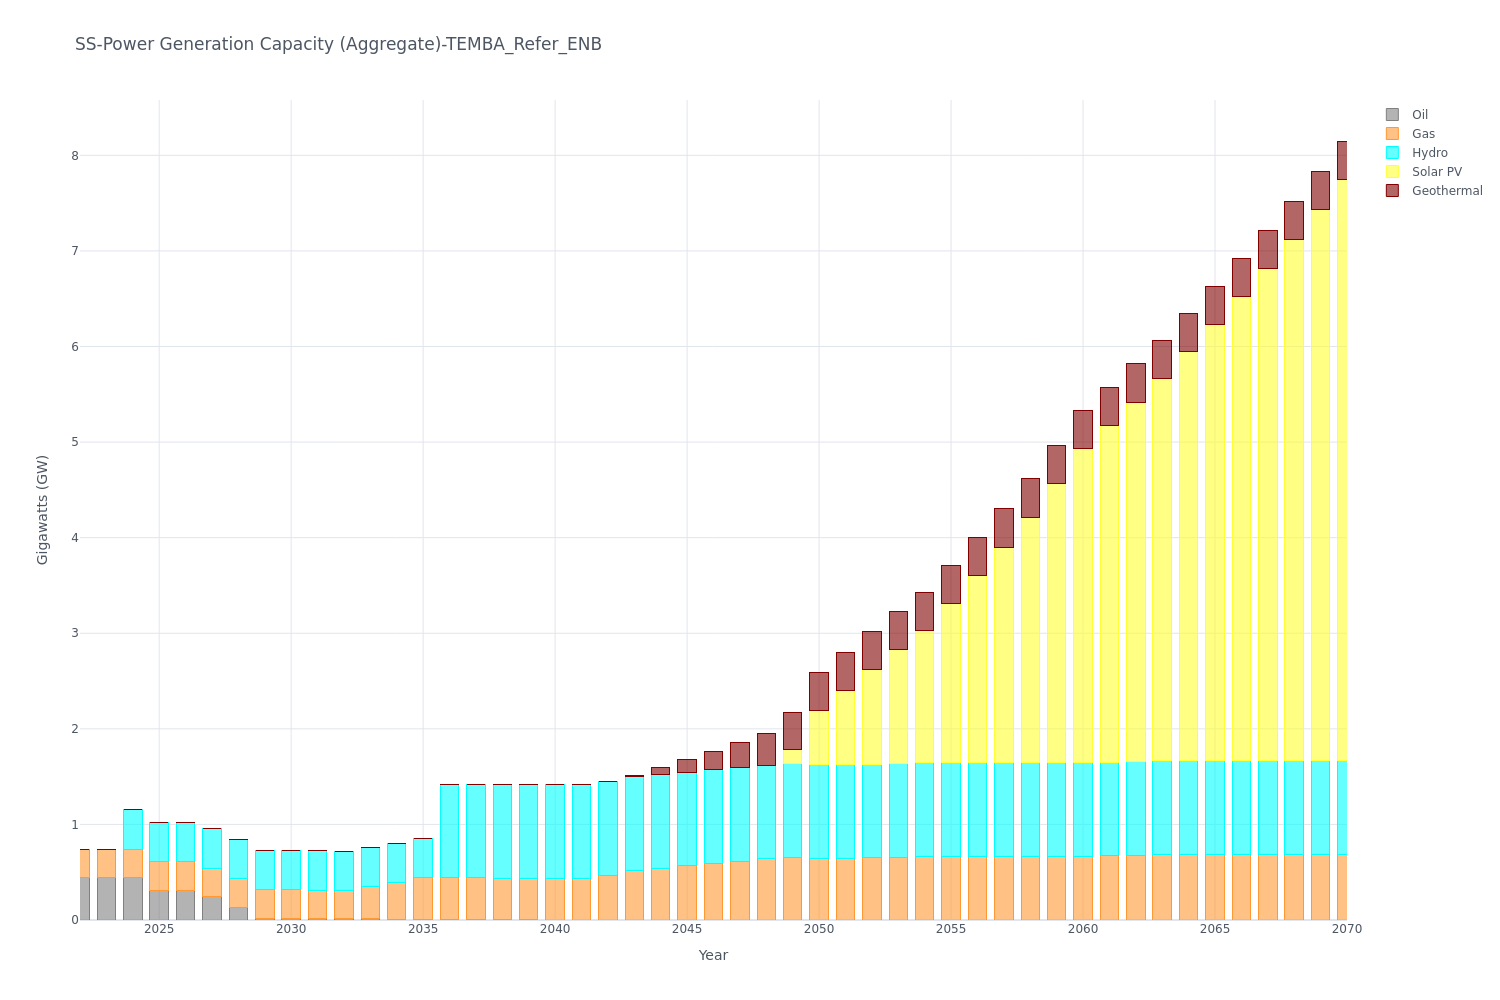 SS-Power Generation Capacity (Aggregate)-TEMBA_Refer_ENB
Oil
Gas
Hydro
Solar PV
Geothermal
8
7
6
5
4
3
2
1
0
Gigawatts (GW)
2025
2030
2035
2040
2045
2050
2055
2060
2065
2070
Year